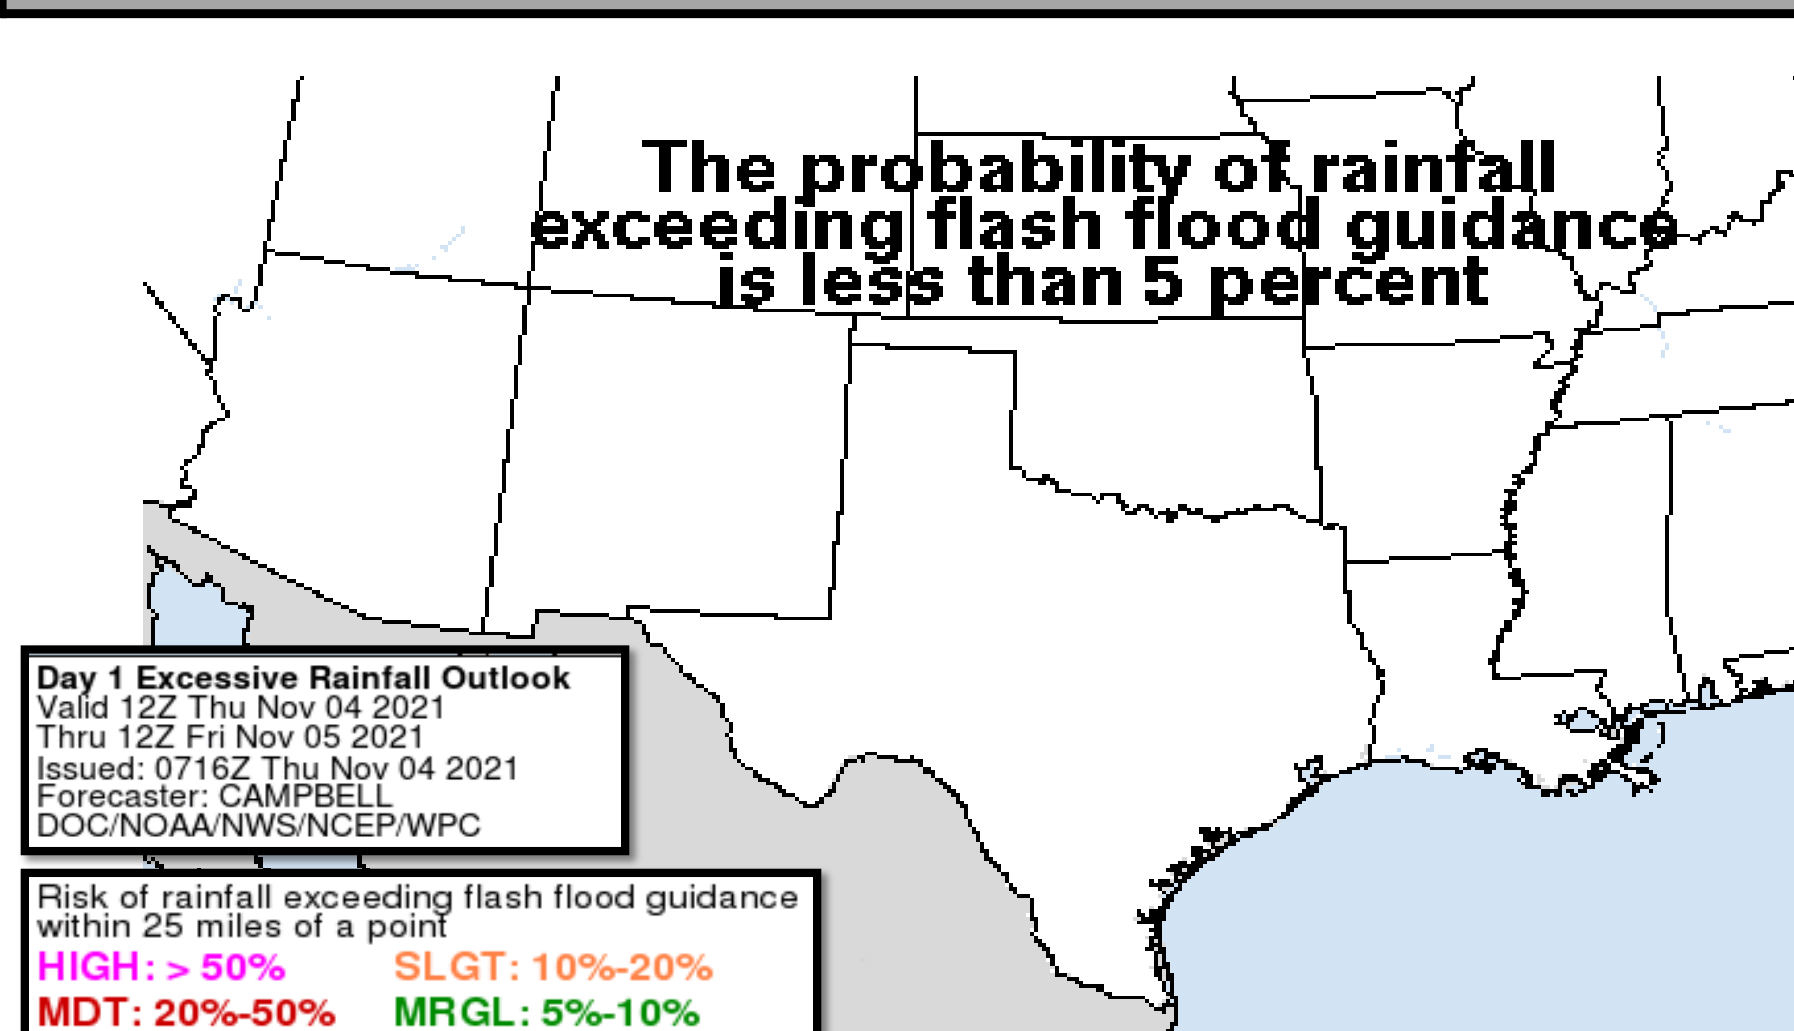 The probability of rainfall
exceeding flash flood guidance
is less than 5 percent
Day 1 Excessive Rainfall Outlook
Valid 12Z Thu Nov 04 2021
Thru 12Z Fri Nov 05 2021
Issued: 0716Z Thu Nov 04 2021
Forecaster: CAMPBELL
DOC/NOAA/NWS/NCEP/WPC
Risk of rainfall exceeding flash flood guidance
within 25 miles of a point
HIGH: > 50% SLGT: 10%-20%
MDT: 20%-50% MRGL: 5%-10%